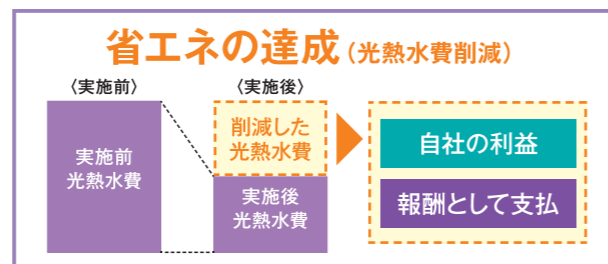 省エネの達成(光熱水費削減)
〈実施前〉
〈実施後〉
実施前
光熱水費
削減した
光熱水費
実施後
光熱水費
自社の利益
報酬として支払